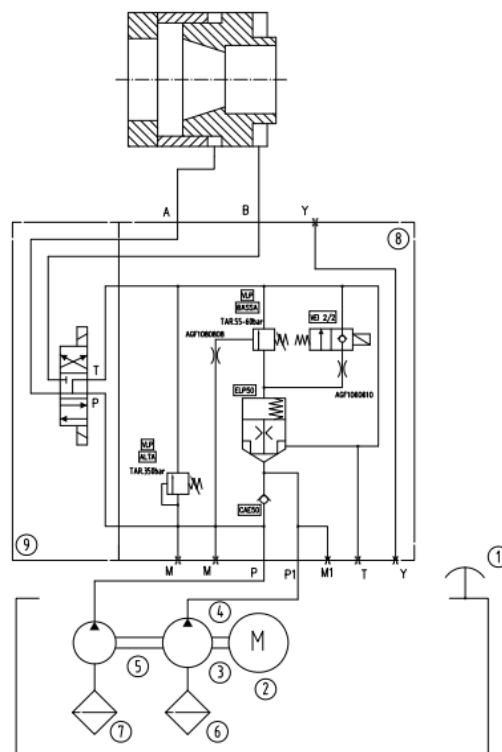 A B Y
8
VLP
BASSA
TAR.55-60bar
VEI 2/2
AGF1080808
T
P
AGF1080810
ELP50
VLP
ALTA
TAR.350bar
CAE50
9
M M P P1 M1 T Y
1
4
M
5 3
2
7 6